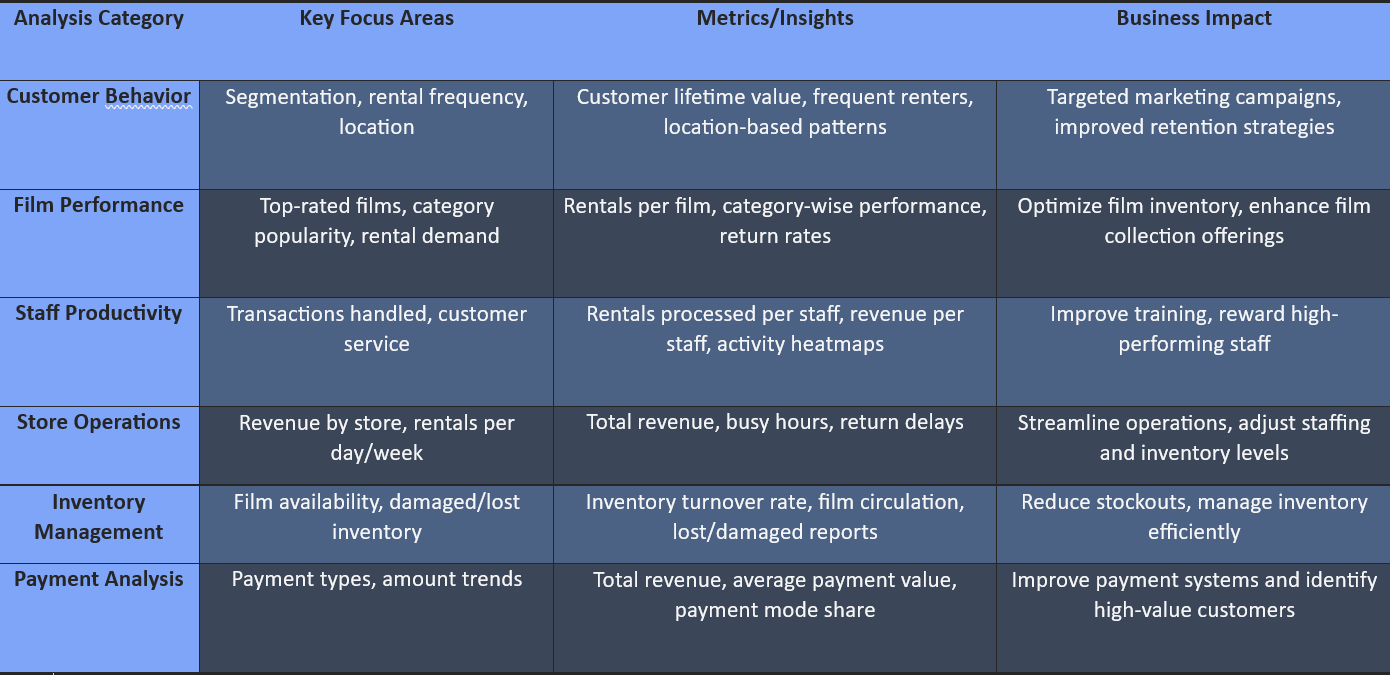 Analysis Category
Key Focus Areas
Metrics/Insights
Business Impact
Customer Behavior
Segmentation, rental frequency,
location
Customer lifetime value, frequent renters,
location-based patterns
Targeted marketing campaigns,
improved retention strategies
Film Performance
Top-rated films, category
popularity, rental demand
Rentals per film, category-wise performance,
return rates
Optimize film inventory, enhance film
collection offerings
Staff Productivity
Transactions handled, customer
service
Rentals processed per staff, revenue per
staff, activity heatmaps
Improve training, reward high-
performing staff
Store Operations
Revenue by store, rentals per
day/week
Total revenue, busy hours, return delays
Streamline operations, adjust staffing
and inventory levels
Inventory
Management
Film availability, damaged/lost
inventory
Inventory turnover rate, film circulation,
lost/damaged reports
Reduce stockouts, manage inventory
efficiently
Payment Analysis
Payment types, amount trends
Total revenue, average payment value,
payment mode share
Improve payment systems and identify
high-value customers